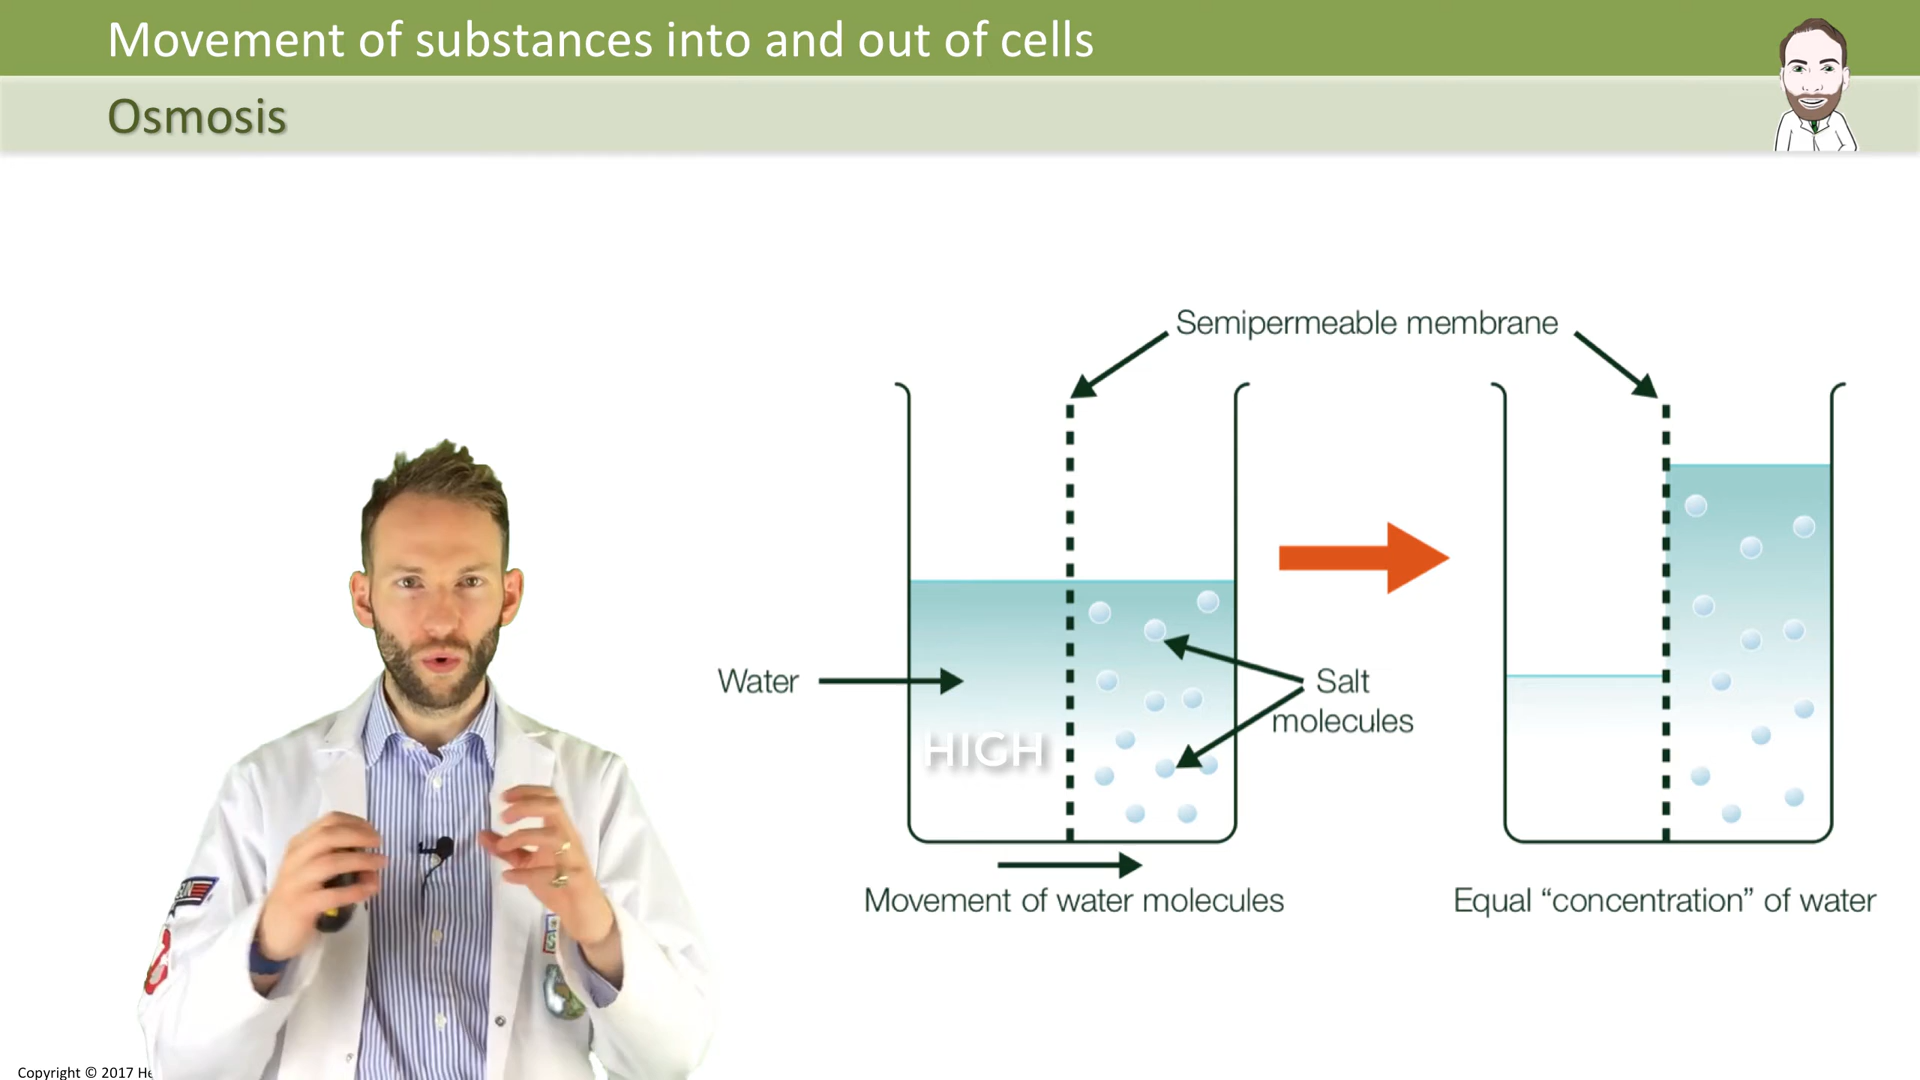 Movement of substances into and out of cells
Osmosis
Semipermeable membrane
Water
Salt
molecules
HIGH
Movement of water molecules
Equal “concentration” of water
Copyright © 2017